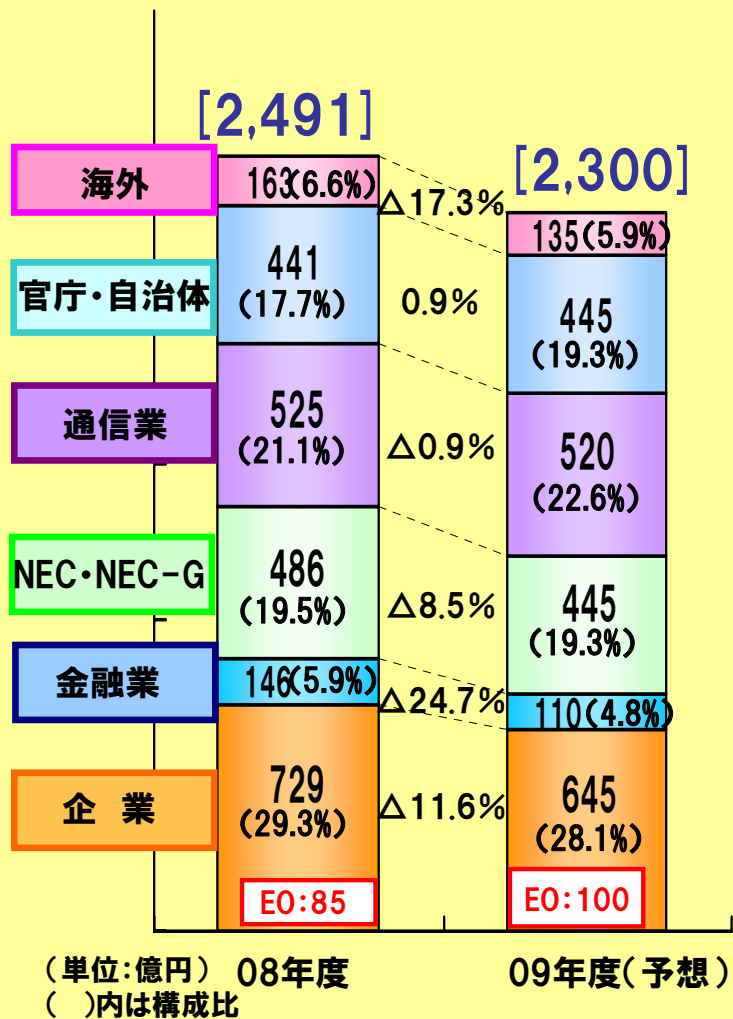 [2,491]
[2,300]
海外
163(6.6%)
△17.3%
135(5.9%)
官庁・自治体
441
(17.7%)
0.9%
445
(19.3%)
通信業
525
(21.1%)
△0.9%
520
(22.6%)
NEC・NEC-G
486
(19.5%)
△8.5%
445
(19.3%)
金融業
146(5.9%)
△24.7%
110(4.8%)
企 業
729
(29.3%)
△11.6%
645
(28.1%)
EO:85
EO:100
(単位:億円) 08年度 09年度(予想)
( )内は構成比